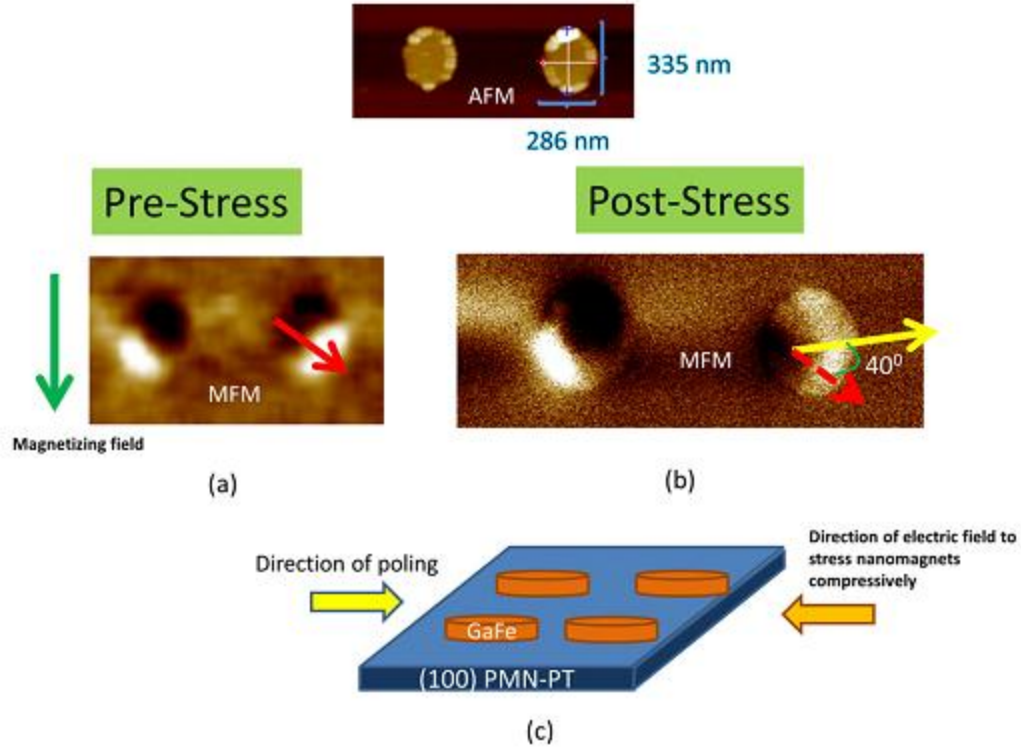 AFM
335 nm
286 nm
Pre-Stress
Post-Stress
MFM
Magnetizing field
(a)
MFM
40⁰
(b)
Direction of poling
Direction of electric field to
stress nanomagnets
compressively
GaFe
(100) PMN-PT
(c)